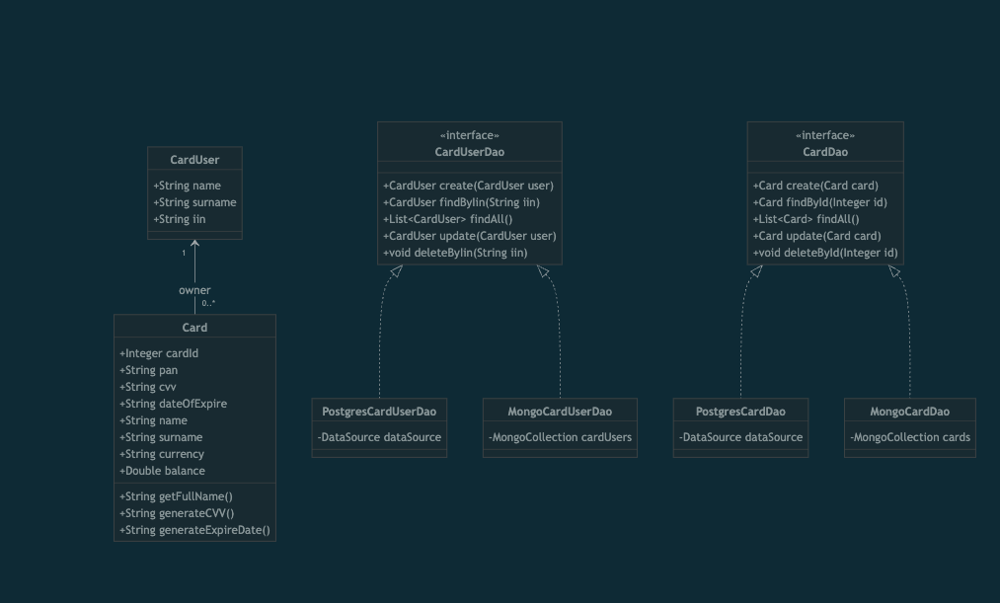 CardUser
+String name
+String surname
+String iin
1
owner
0..*
Card
+Integer cardId
+String pan
+String cvv
+String dateOfExpire
+String name
+String surname
+String currency
+Double balance
+String getFullName()
+String generateCVV()
+String generateExpireDate()
«interface»
CardUserDao
+CardUser create(CardUser user)
+CardUser findByIin(String iin)
+List<CardUser> findAll()
+CardUser update(CardUser user)
+void deleteByIin(String iin)
PostgresCardUserDao
-DataSource dataSource
MongoCardUserDao
-MongoCollection cardUsers
«interface»
CardDao
+Card create(Card card)
+Card findById(Integer id)
+List<Card> findAll()
+Card update(Card card)
+void deleteById(Integer id)
PostgresCardDao
-DataSource dataSource
MongoCardDao
-MongoCollection cards